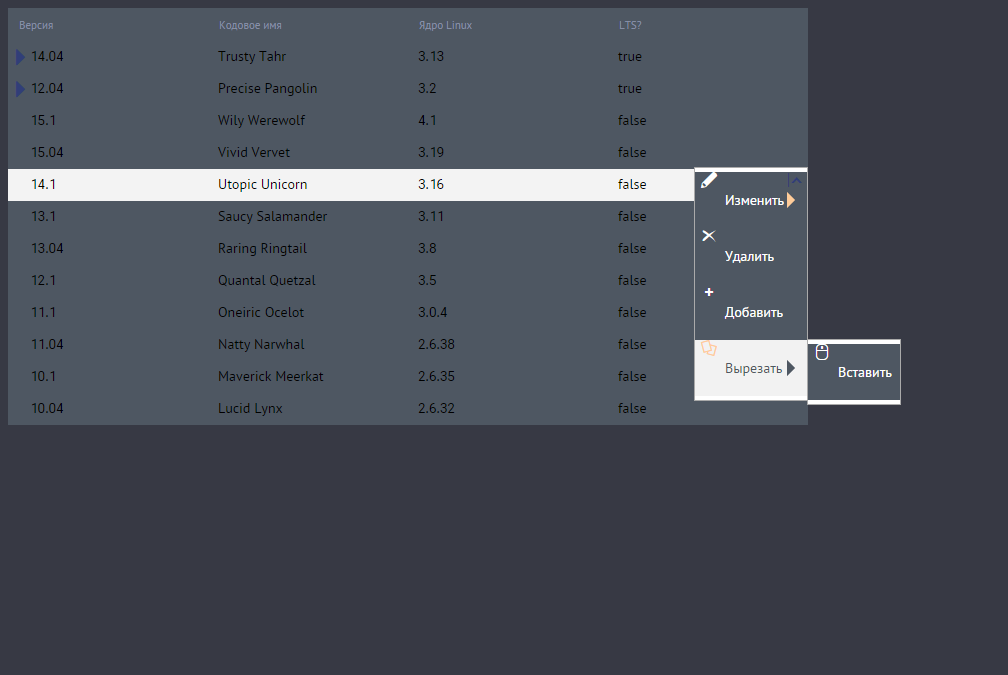 Версия Кодовое имя Ядро Linux LTS?
14.04 Trusty Tahr 3.13 true
12.04 Precise Pangolin 3.2 true
15.1 Wily Werewolf 4.1 false
15.04 Vivid Vervet 3.19 false
14.1 Utopic Unicorn 3.16 false
13.1 Saucy Salamander 3.11 false
13.04 Raring Ringtail 3.8 false
12.1 Quantal Quetzal 3.5 false
11.1 Oneiric Ocelot 3.0.4 false
11.04 Natty Narwhal 2.6.38 false
10.1 Maverick Meerkat 2.6.35 false
10.04 Lucid Lynx 2.6.32 false
Изменить
Удалить
Добавить
Вырезать
Вставить